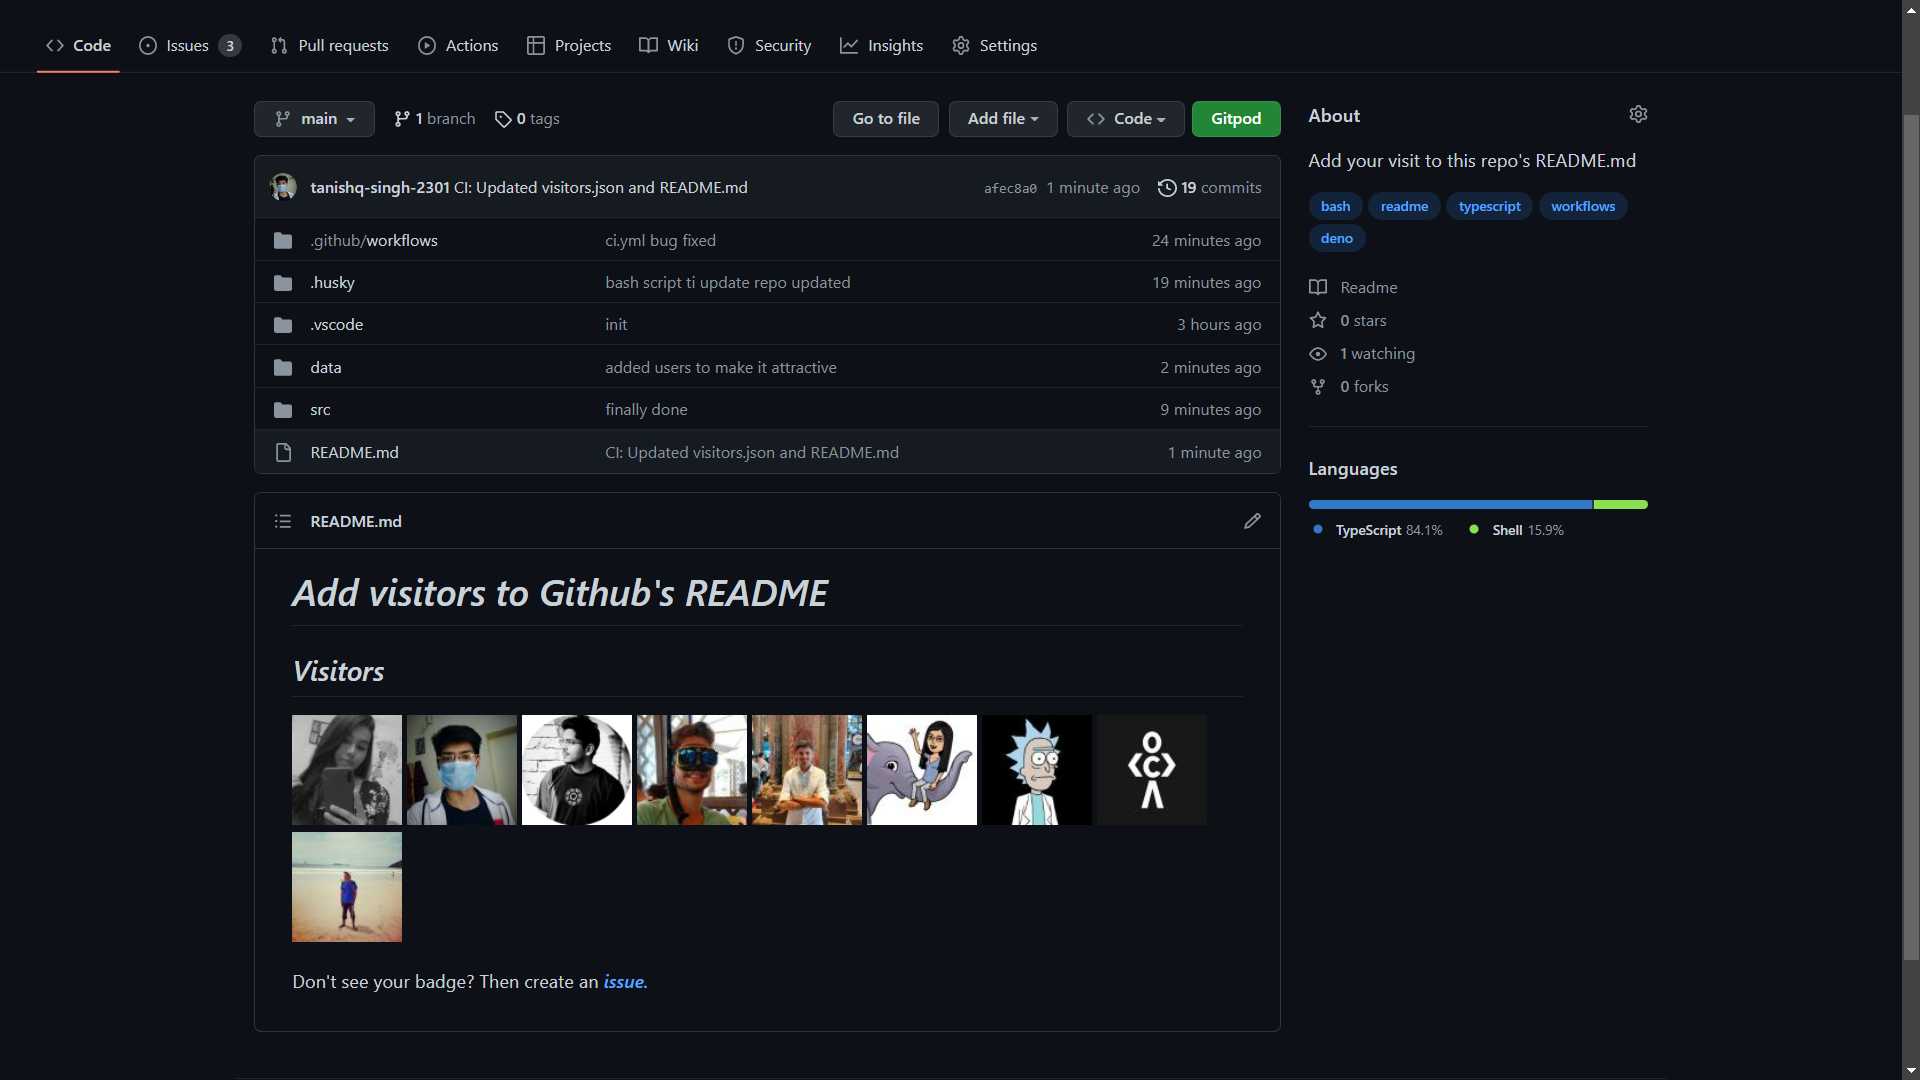 Code Issues 3 Pull requests Actions Projects Wiki Security Insights Settings
main 1 branch 0 tags Go to file Add file Code Gitpod
tanishq-singh-2301 CI: Updated visitors.json and README.md afec8a0 1 minute ago 19 commits
.github/workflows ci.yml bug fixed 24 minutes ago
.husky bash script ti update repo updated 19 minutes ago
.vscode init 3 hours ago
data added users to make it attractive 2 minutes ago
src finally done 9 minutes ago
README.md CI: Updated visitors.json and README.md 1 minute ago
README.md
Add visitors to Github's README
Visitors
Don't see your badge? Then create an issue.
About
Add your visit to this repo's README.md
bash readme typescript workflows
deno
Readme
0 stars
1 watching
0 forks
Languages
TypeScript 84.1% Shell 15.9%